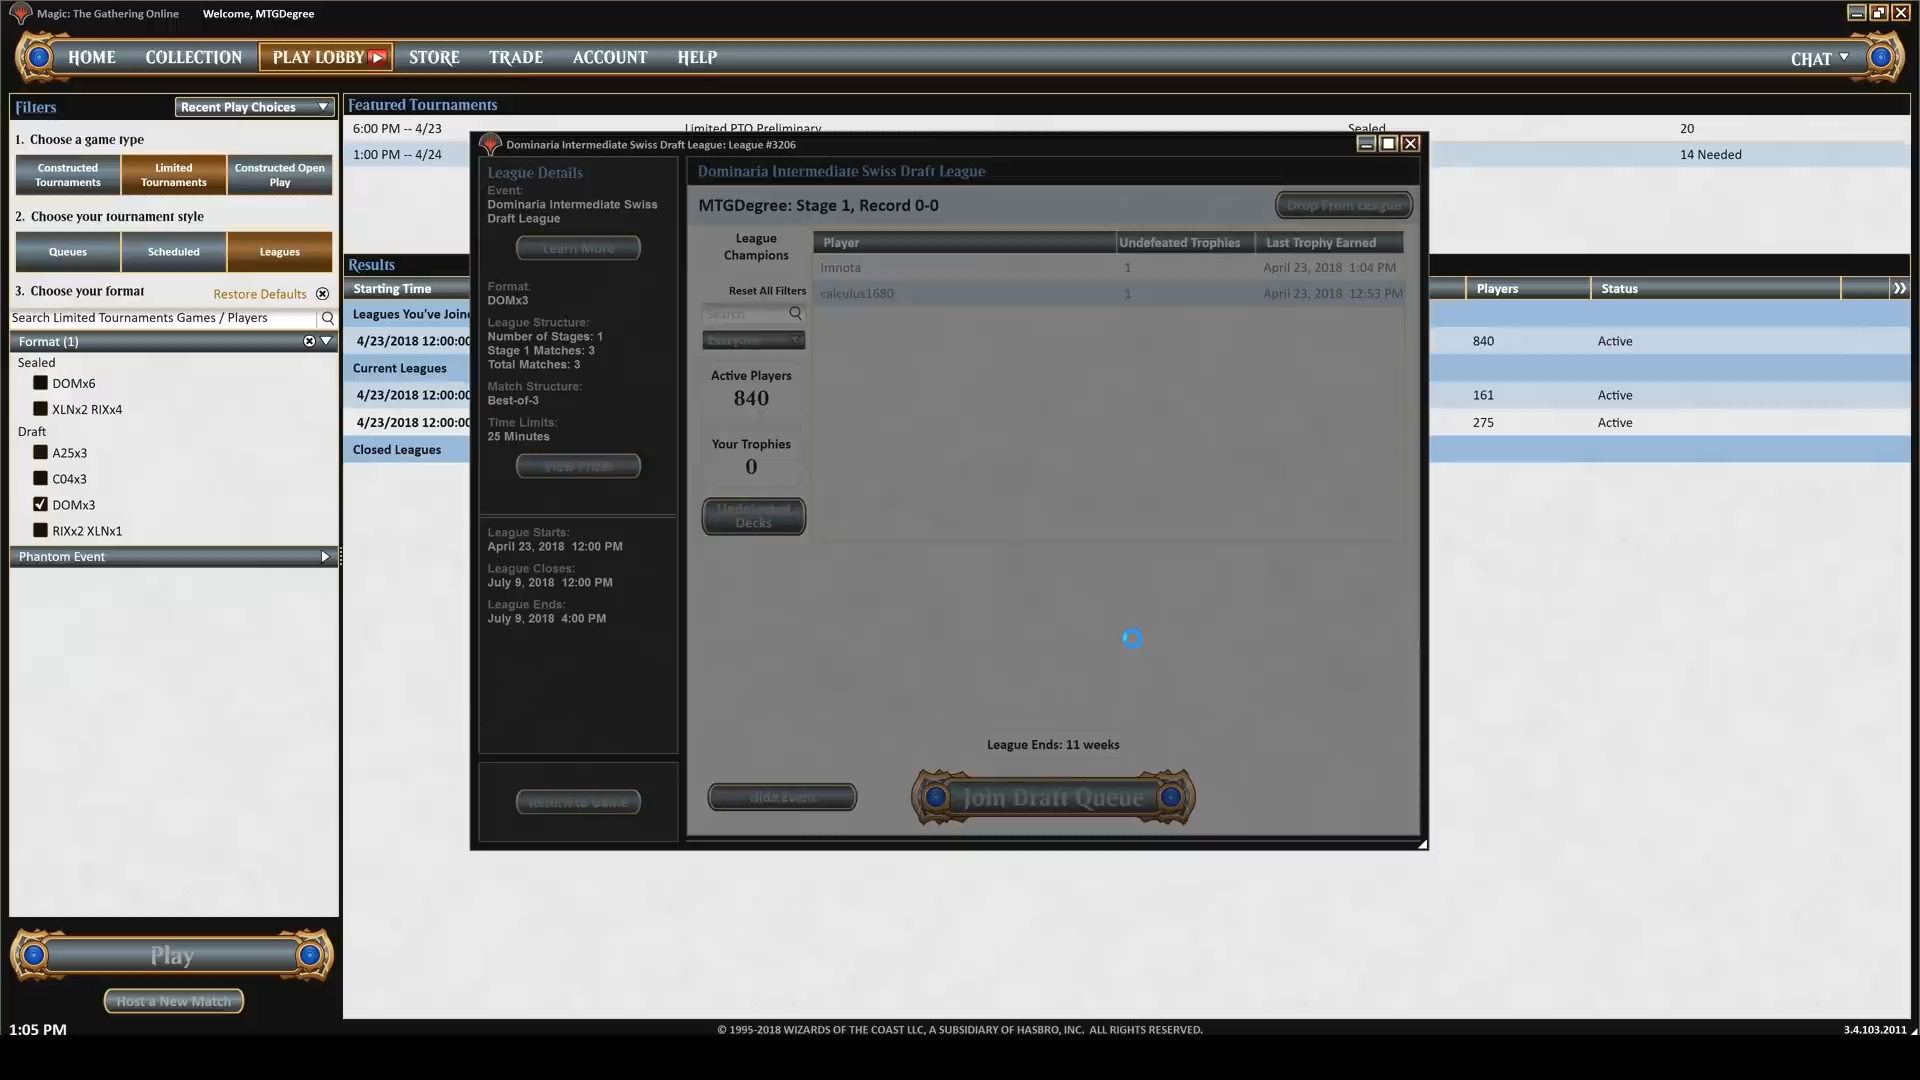 Magic: The Gathering Online Welcome, MTGDegree
HOME COLLECTION PLAY LOBBY STORE TRADE ACCOUNT HELP CHAT
Filters Recent Play Choices
1. Choose a game type
Constructed Tournaments Limited Tournaments Constructed Open Play
2. Choose your tournament style
Queues Scheduled Leagues
3. Choose your format Restore Defaults
Search Limited Tournaments Games / Players
Format (1)
Sealed
DOMx6
XLNx2 RIXx4
Draft
A25x3
C04x3
DOMx3
RIXx2 XLNx1
Phantom Event
Play
Host a New Match
1:05 PM
Featured Tournaments
6:00 PM -- 4/23 Limited PTQ Preliminary Sealed 20
1:00 PM -- 4/24 14 Needed
Results
Starting Time Players Status
Leagues You've Joine
4/23/2018 12:00:00 840 Active
Current Leagues
4/23/2018 12:00:00 161 Active
4/23/2018 12:00:00 275 Active
Closed Leagues
Dominaria Intermediate Swiss Draft League: League #3206
League Details
Event:
Dominaria Intermediate Swiss
Draft League
Learn More
Format:
DOMx3
League Structure:
Number of Stages: 1
Stage 1 Matches: 3
Total Matches: 3
Match Structure:
Best-of-3
Time Limits:
25 Minutes
View Prizes
League Starts:
April 23, 2018 12:00 PM
League Closes:
July 9, 2018 12:00 PM
League Ends:
July 9, 2018 4:00 PM
Return to Game
Dominaria Intermediate Swiss Draft League
MTGDegree: Stage 1, Record 0-0 Drop From League
League
Champions
Reset All Filters
Search
Everyone
Active Players
840
Your Trophies
0
Undefeated
Decks
Player Undefeated Trophies Last Trophy Earned
lmnota 1 April 23, 2018 1:04 PM
calculus1680 1 April 23, 2018 12:53 PM
League Ends: 11 weeks
Hide Event
Join Draft Queue
© 1995-2018 WIZARDS OF THE COAST LLC, A SUBSIDIARY OF HASBRO, INC. ALL RIGHTS RESERVED.
3.4.103.2011